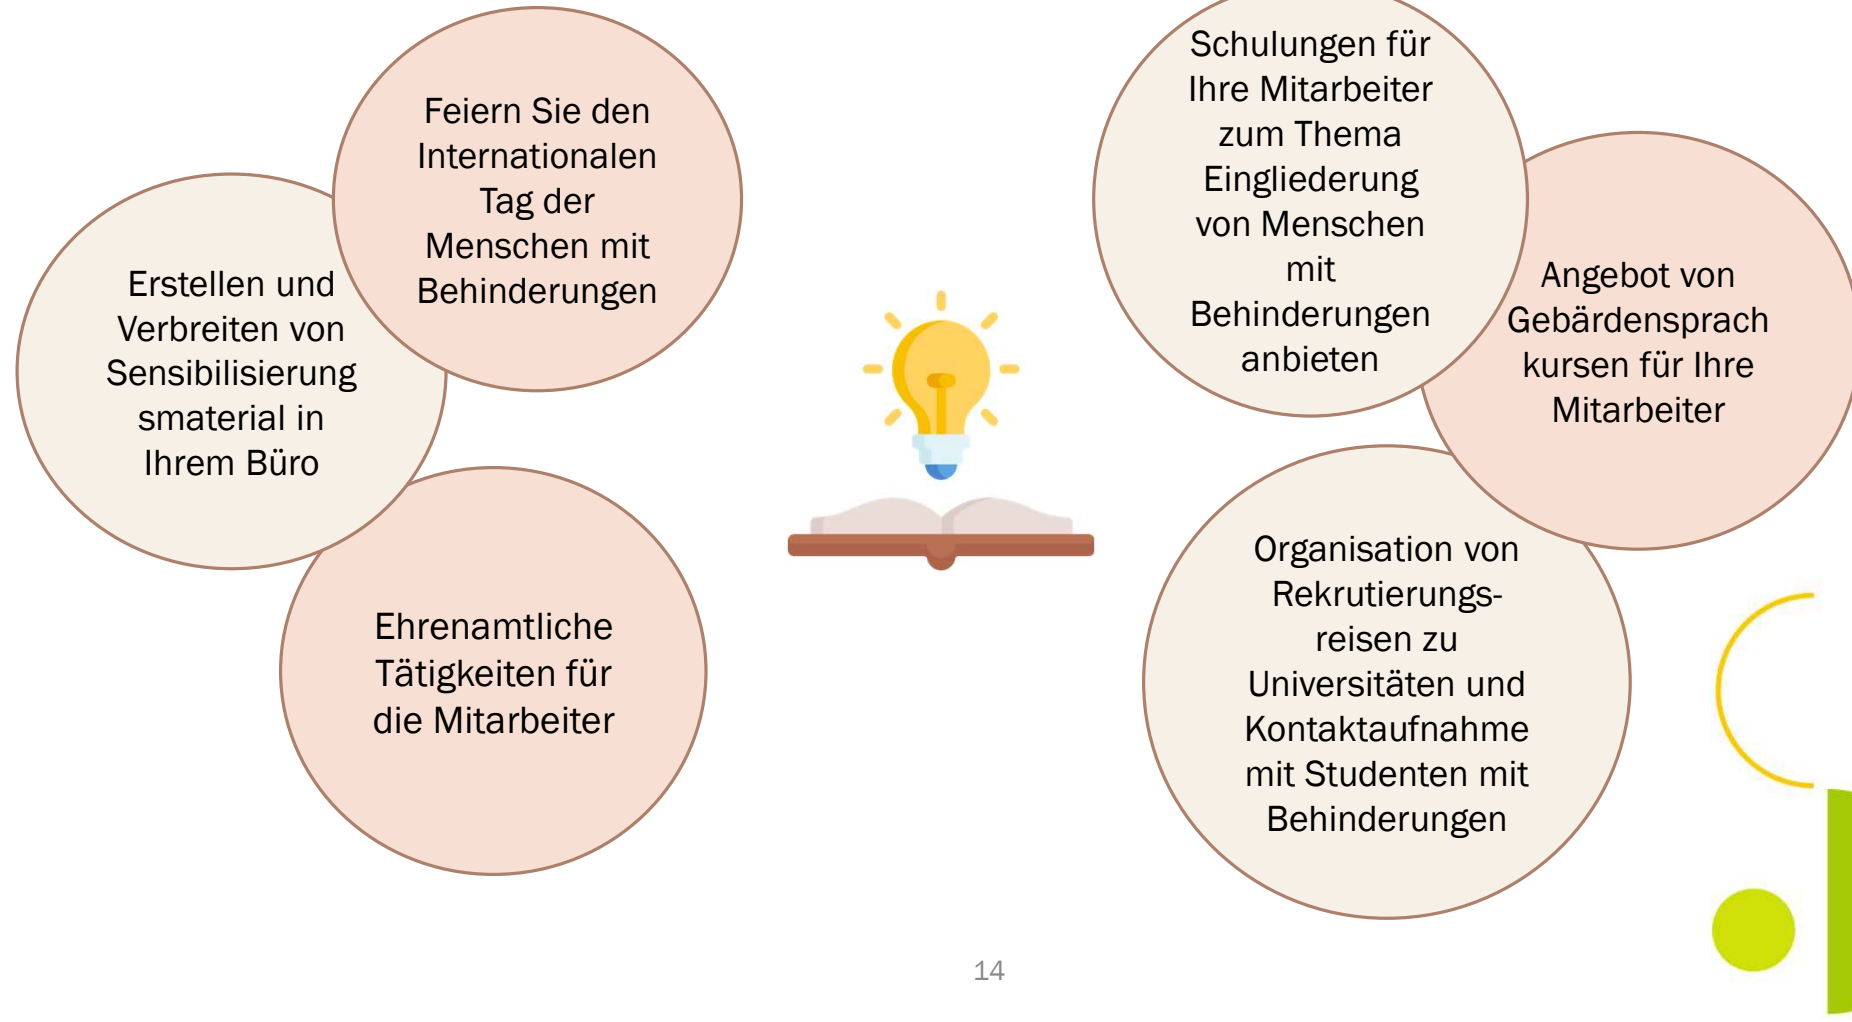 Feiern Sie den
Internationalen
Tag der
Menschen mit
Behinderungen
Erstellen und
Verbreiten von
Sensibilisierung
smaterial in
Ihrem Büro
Ehrenamtliche
Tätigkeiten für
die Mitarbeiter
Schulungen für
Ihre Mitarbeiter
zum Thema
Eingliederung
von Menschen
mit
Behinderungen
anbieten
Angebot von
Gebärdensprach
kursen für Ihre
Mitarbeiter
Organisation von
Rekrutierungs-
reisen zu
Universitäten und
Kontaktaufnahme
mit Studenten mit
Behinderungen
14